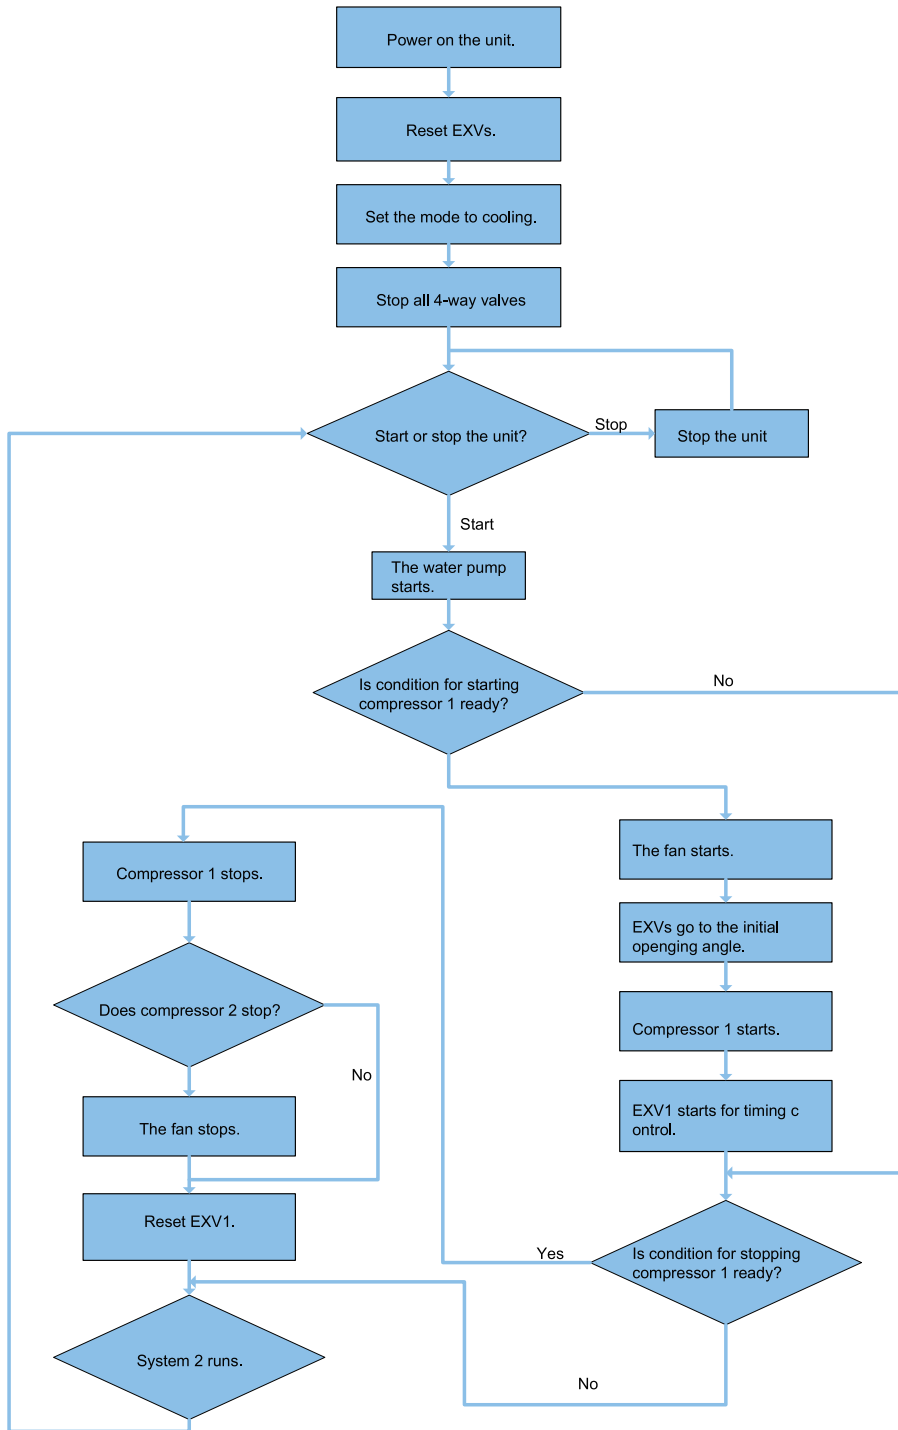 Power on the unit.
Reset EXVs.
Set the mode to cooling.
Stop all 4-way valves
Start or stop the unit?
Stop
Stop the unit
Start
The water pump
starts.
Is condition for starting
compressor 1 ready?
No
The fan starts.
Compressor 1 stops.
EXVs go to the initial
openging angle.
Does compressor 2 stop?
Compressor 1 starts.
No
EXV1 starts for timing c
ontrol.
The fan stops.
Reset EXV1.
Yes
Is condition for stopping
compressor 1 ready?
System 2 runs.
No